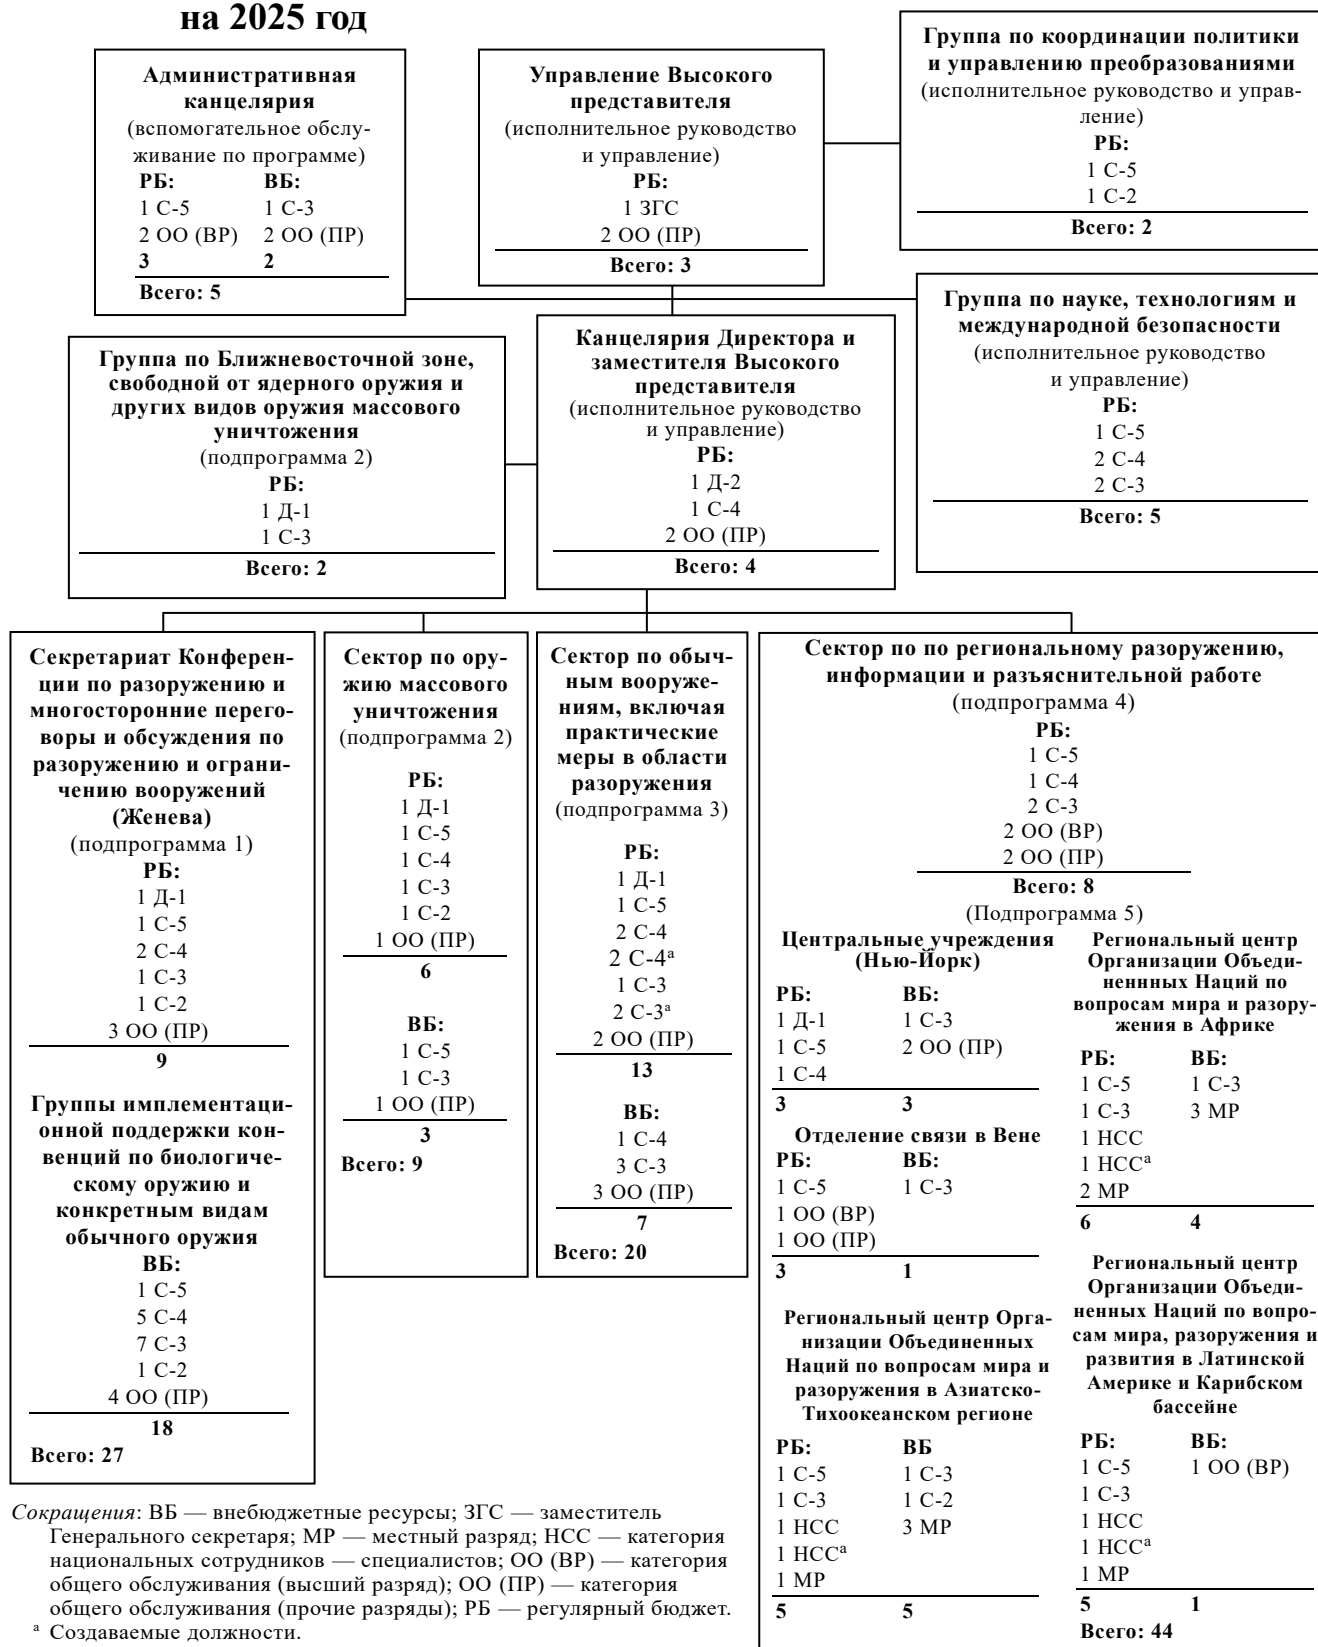 на 2025 год
Административная
канцелярия
(вспомогательное обслу-
живание по программе)
РБ: ВБ:
1 С-5 1 С-3
2 ОО (ВР) 2 ОО (ПР)
3 2
Всего: 5
Управление Высокого
представителя
(исполнительное руководство
и управление)
РБ:
1 ЗГС
2 ОО (ПР)
Всего: 3
Группа по координации политики
и управлению преобразованиями
(исполнительное руководство и управ-
ление)
РБ:
1 С-5
1 С-2
Всего: 2
Группа по Ближневосточной зоне,
свободной от ядерного оружия и
других видов оружия массового
уничтожения
(подпрограмма 2)
РБ:
1 Д-1
1 С-3
Всего: 2
Канцелярия Директора и
заместителя Высокого
представителя
(исполнительное руководство
и управление)
РБ:
1 Д-2
1 С-4
2 ОО (ПР)
Всего: 4
Группа по науке, технологиям и
международной безопасности
(исполнительное руководство
и управление)
РБ:
1 С-5
2 С-4
2 С-3
Всего: 5
Секретариат Конферен-
ции по разоружению и
многосторонние перего-
воры и обсуждения по
разоружению и ограни-
чению вооружений
(Женева)
(подпрограмма 1)
РБ:
1 Д-1
1 С-5
2 С-4
1 С-3
1 С-2
3 ОО (ПР)
9
Группы имплементаци-
онной поддержки кон-
венций по биологиче-
скому оружию и
конкретным видам
обычного оружия
ВБ:
1 С-5
5 С-4
7 С-3
1 С-2
4 ОО (ПР)
18
Всего: 27
Сектор по ору-
жию массового
уничтожения
(подпрограмма 2)
РБ:
1 Д-1
1 С-5
1 С-4
1 С-3
1 С-2
1 ОО (ПР)
6
ВБ:
1 С-5
1 С-3
1 ОО (ПР)
3
Всего: 9
Сектор по обыч-
ным вооруже-
ниям, включая
практические
меры в области
разоружения
(подпрограмма 3)
РБ:
1 Д-1
1 С-5
2 С-4
2 С-4ᵃ
1 С-3
2 С-3ᵃ
2 ОО (ПР)
13
ВБ:
1 С-4
3 С-3
3 ОО (ПР)
7
Всего: 20
Сектор по по региональному разоружению,
информации и разъяснительной работе
(подпрограмма 4)
РБ:
1 С-5
1 С-4
2 С-3
2 ОО (ВР)
2 ОО (ПР)
Всего: 8
(Подпрограмма 5)
Центральные учреждения
(Нью-Йорк)
РБ: ВБ:
1 Д-1 1 С-3
1 С-5 2 ОО (ПР)
1 С-4
3 3
Отделение связи в Вене
РБ: ВБ:
1 С-5 1 С-3
1 ОО (ВР)
1 ОО (ПР)
3 1
Региональный центр Орга-
низации Объединенных
Наций по вопросам мира и
разоружения в Азиатско-
Тихоокеанском регионе
РБ: ВБ
1 С-5 1 С-3
1 С-3 1 С-2
1 НСС 3 МР
1 НССᵃ
1 МР
5 5
Региональный центр
Организации Объеди-
неннных Наций по
вопросам мира и разору-
жения в Африке
РБ: ВБ:
1 С-5 1 С-3
1 С-3 3 МР
1 НСС
1 НССᵃ
2 МР
6 4
Региональный центр
Организации Объеди-
ненных Наций по вопро-
сам мира, разоружения и
развития в Латинской
Америке и Карибском
бассейне
РБ: ВБ:
1 С-5 1 ОО (ВР)
1 С-3
1 НСС
1 НССᵃ
1 МР
5 1
Всего: 44
Сокращения: ВБ — внебюджетные ресурсы; ЗГС — заместитель
Генерального секретаря; МР — местный разряд; НСС — категория
национальных сотрудников — специалистов; ОО (ВР) — категория
общего обслуживания (высший разряд); ОО (ПР) — категория
общего обслуживания (прочие разряды); РБ — регулярный бюджет.
ᵃ Создаваемые должности.